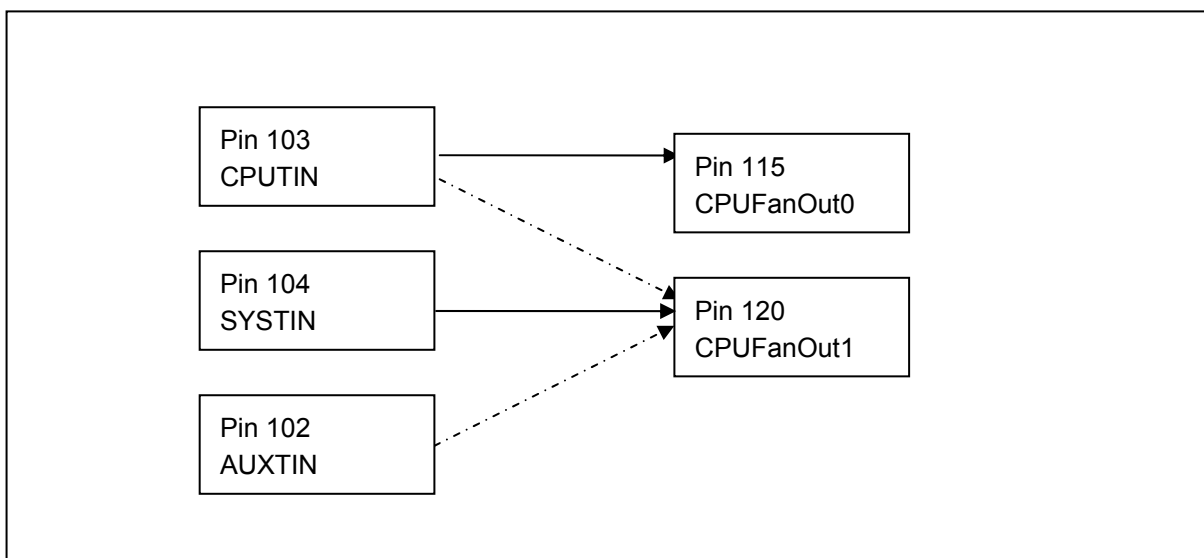 Pin 103
CPUTIN
Pin 115
CPUFanOut0
Pin 104
SYSTIN
Pin 120
CPUFanOut1
Pin 102
AUXTIN